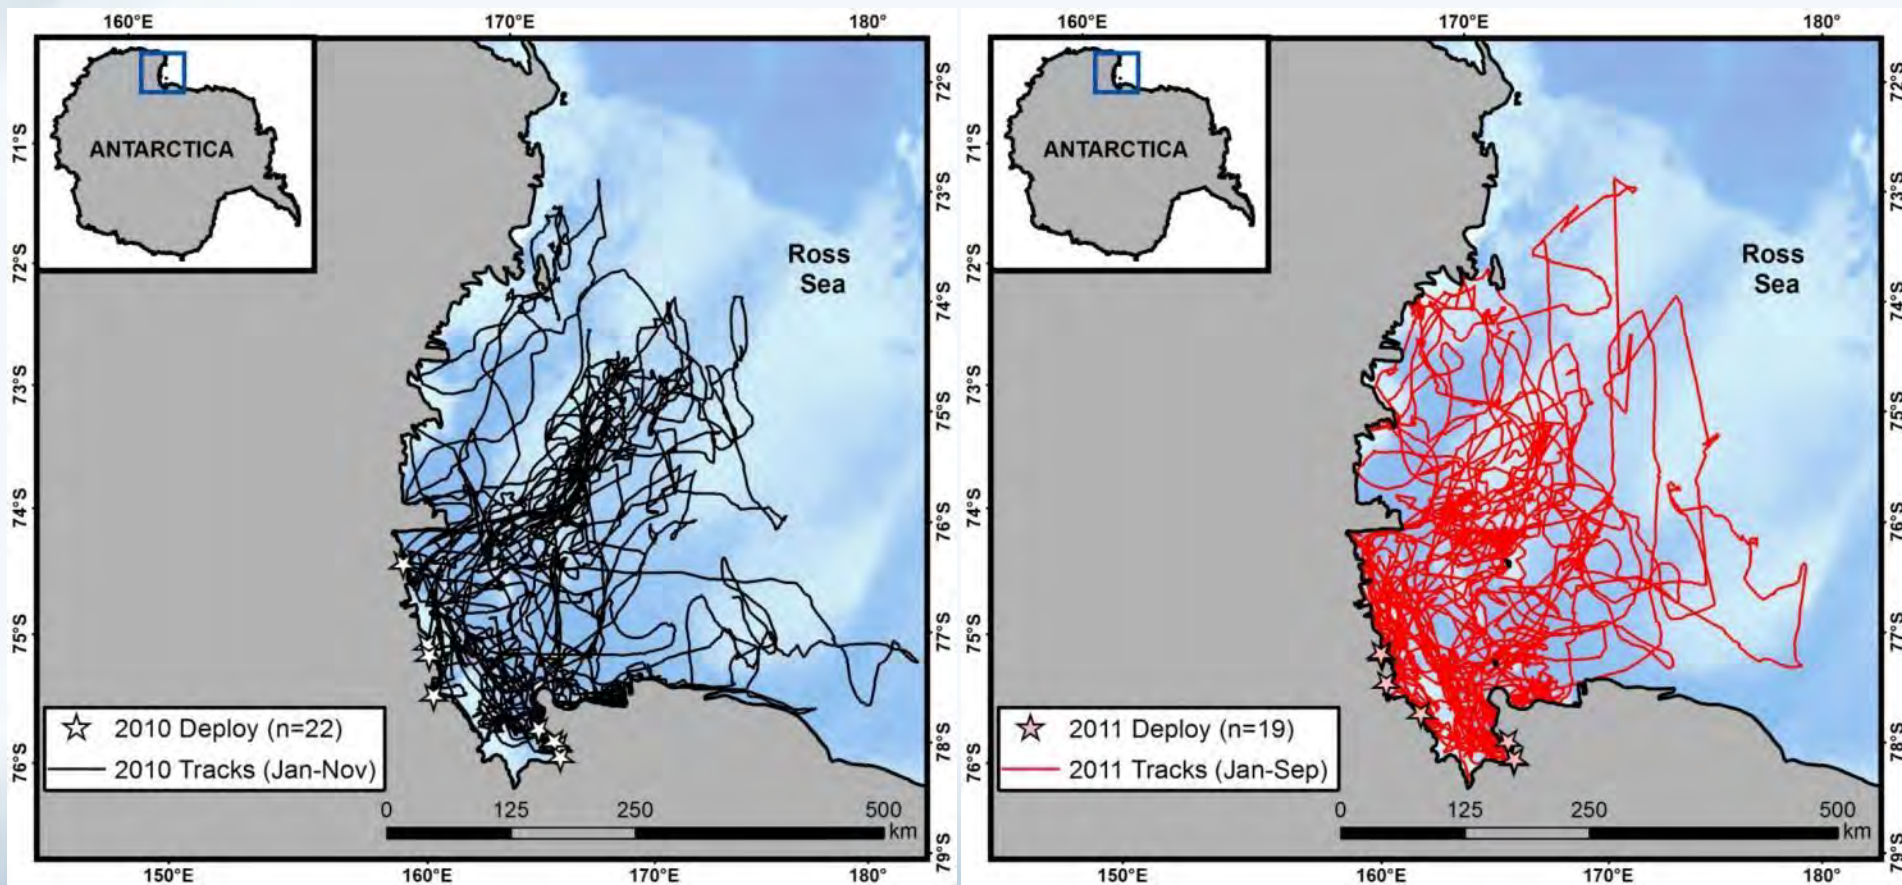 160°E 170°E 180°
71°S
72°S
73°S
74°S
75°S
76°S
72°S
73°S
74°S
75°S
76°S
77°S
78°S
79°S
ANTARCTICA
Ross
Sea
2010 Deploy (n=22)
2010 Tracks (Jan-Nov)
0 125 250 500
km
150°E 160°E 170°E 180°
160°E 170°E 180°
71°S
72°S
73°S
74°S
75°S
76°S
72°S
73°S
74°S
75°S
76°S
77°S
78°S
79°S
ANTARCTICA
Ross
Sea
2011 Deploy (n=19)
2011 Tracks (Jan-Sep)
0 125 250 500
km
150°E 160°E 170°E 180°